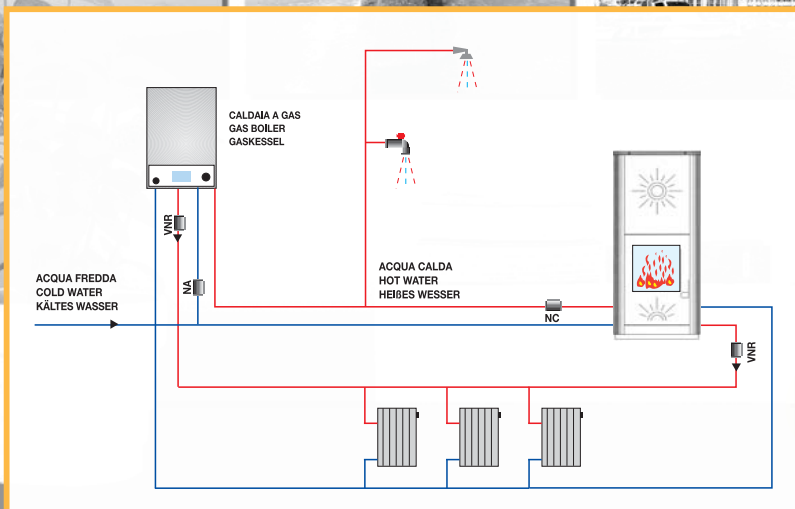 CALDAIA A GAS
GAS BOILER
GASKESSEL
VNR
NA
ACQUA FREDDA
COLD WATER
KÄLTES WASSER
ACQUA CALDA
HOT WATER
HEIßES WESSER
NC
VNR